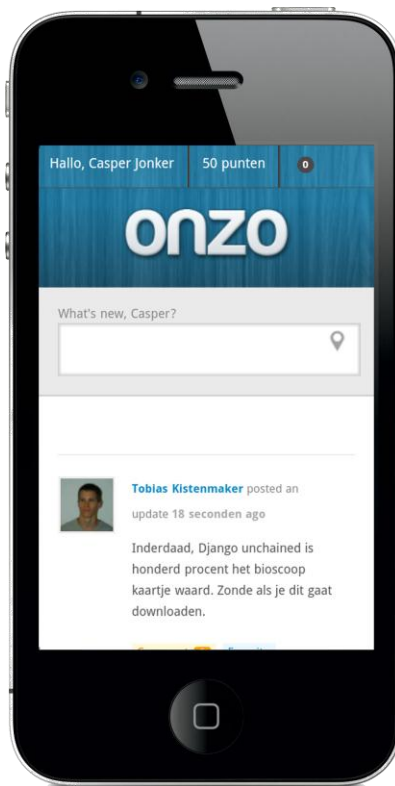 Hallo, Casper Jonker 50 punten 0
onzo
What's new, Casper?
Tobias Kistenmaker posted an
update 18 seconden ago
Inderdaad, Django unchained is
honderd procent het bioscoop
kaartje waard. Zonde als je dit gaat
downloaden.